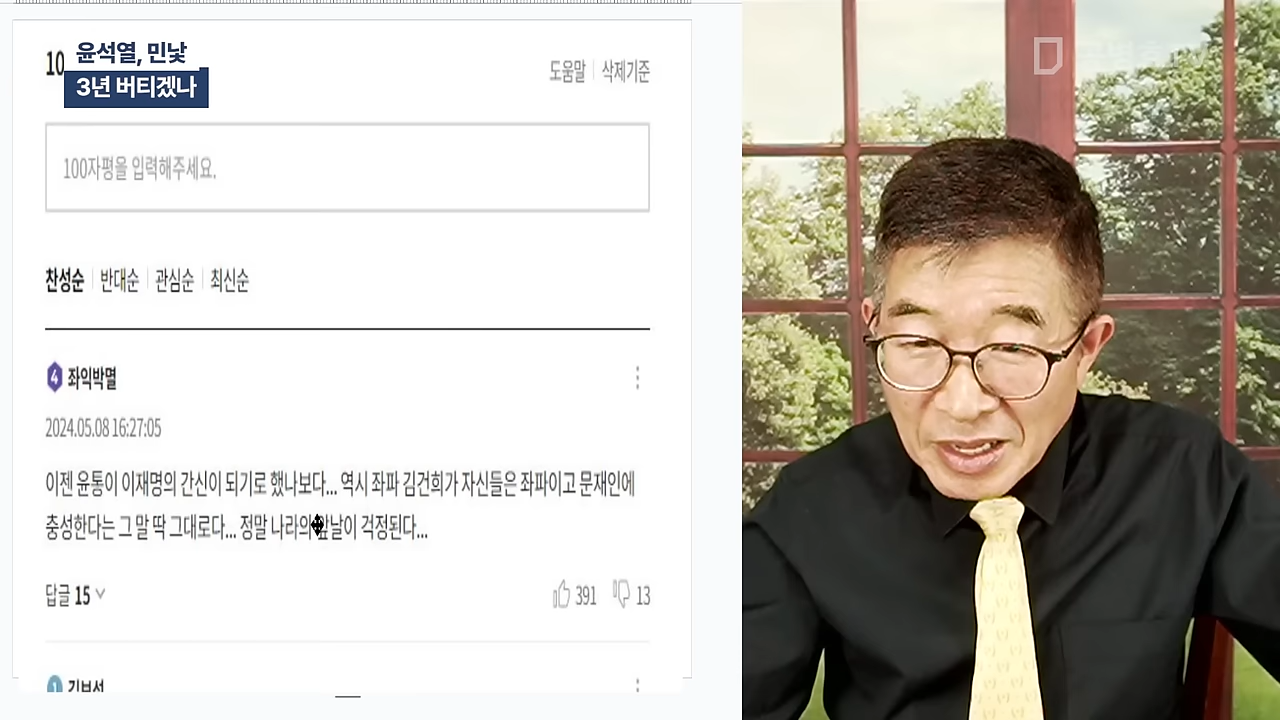 10
윤석열, 민낯
3년 버티겠나
도움말 | 삭제기준
100자평을 입력해주세요.
찬성순 | 반대순 | 관심순 | 최신순
4 좌익박멸
2024.05.08 16:27:05
이젠 윤통이 이재명의 간신이 되기로 했나보다... 역시 좌파 김건희가 자신들은 좌파이고 문재인에
충성한다는 그 말 딱 그대로다... 정말 나라의 앞날이 걱정된다...
답글 15
391 13
1